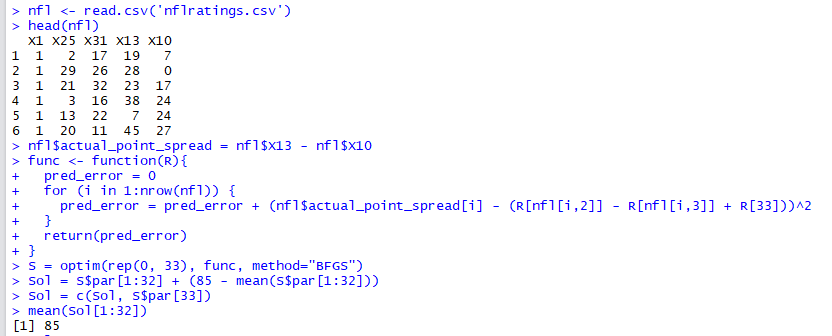 > nfl <- read.csv('nflratings.csv')
> head(nfl)
  X1 X25 X31 X13 X10
1  1   2  17  19   7
2  1  29  26  28   0
3  1  21  32  23  17
4  1   3  16  38  24
5  1  13  22   7  24
6  1  20  11  45  27
> nfl$actual_point_spread = nfl$X13 - nfl$X10
> func <- function(R){
+   pred_error = 0
+   for (i in 1:nrow(nfl)) {
+     pred_error = pred_error + (nfl$actual_point_spread[i] - (R[nfl[i,2]] - R[nfl[i,3]] + R[33]))^2
+   }
+   return(pred_error)
+ }
> S = optim(rep(0, 33), func, method="BFGS")
> Sol = S$par[1:32] + (85 - mean(S$par[1:32]))
> Sol = c(Sol, S$par[33])
> mean(Sol[1:32])
[1] 85